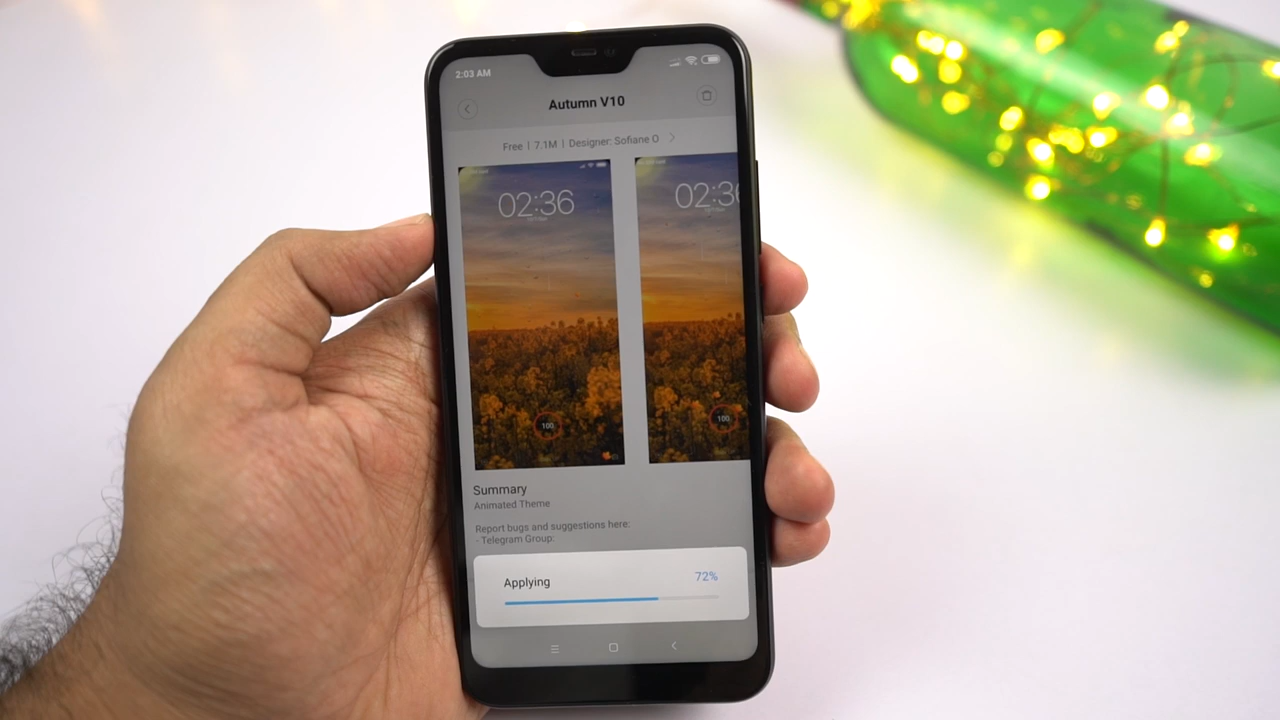 2:03 AM
Autumn V10
Free | 7.1M | Designer: Sofiane O
02:36
02:36
100
100
Summary
Animated Theme
Report bugs and suggestions here:
- Telegram Group:
Applying 72%